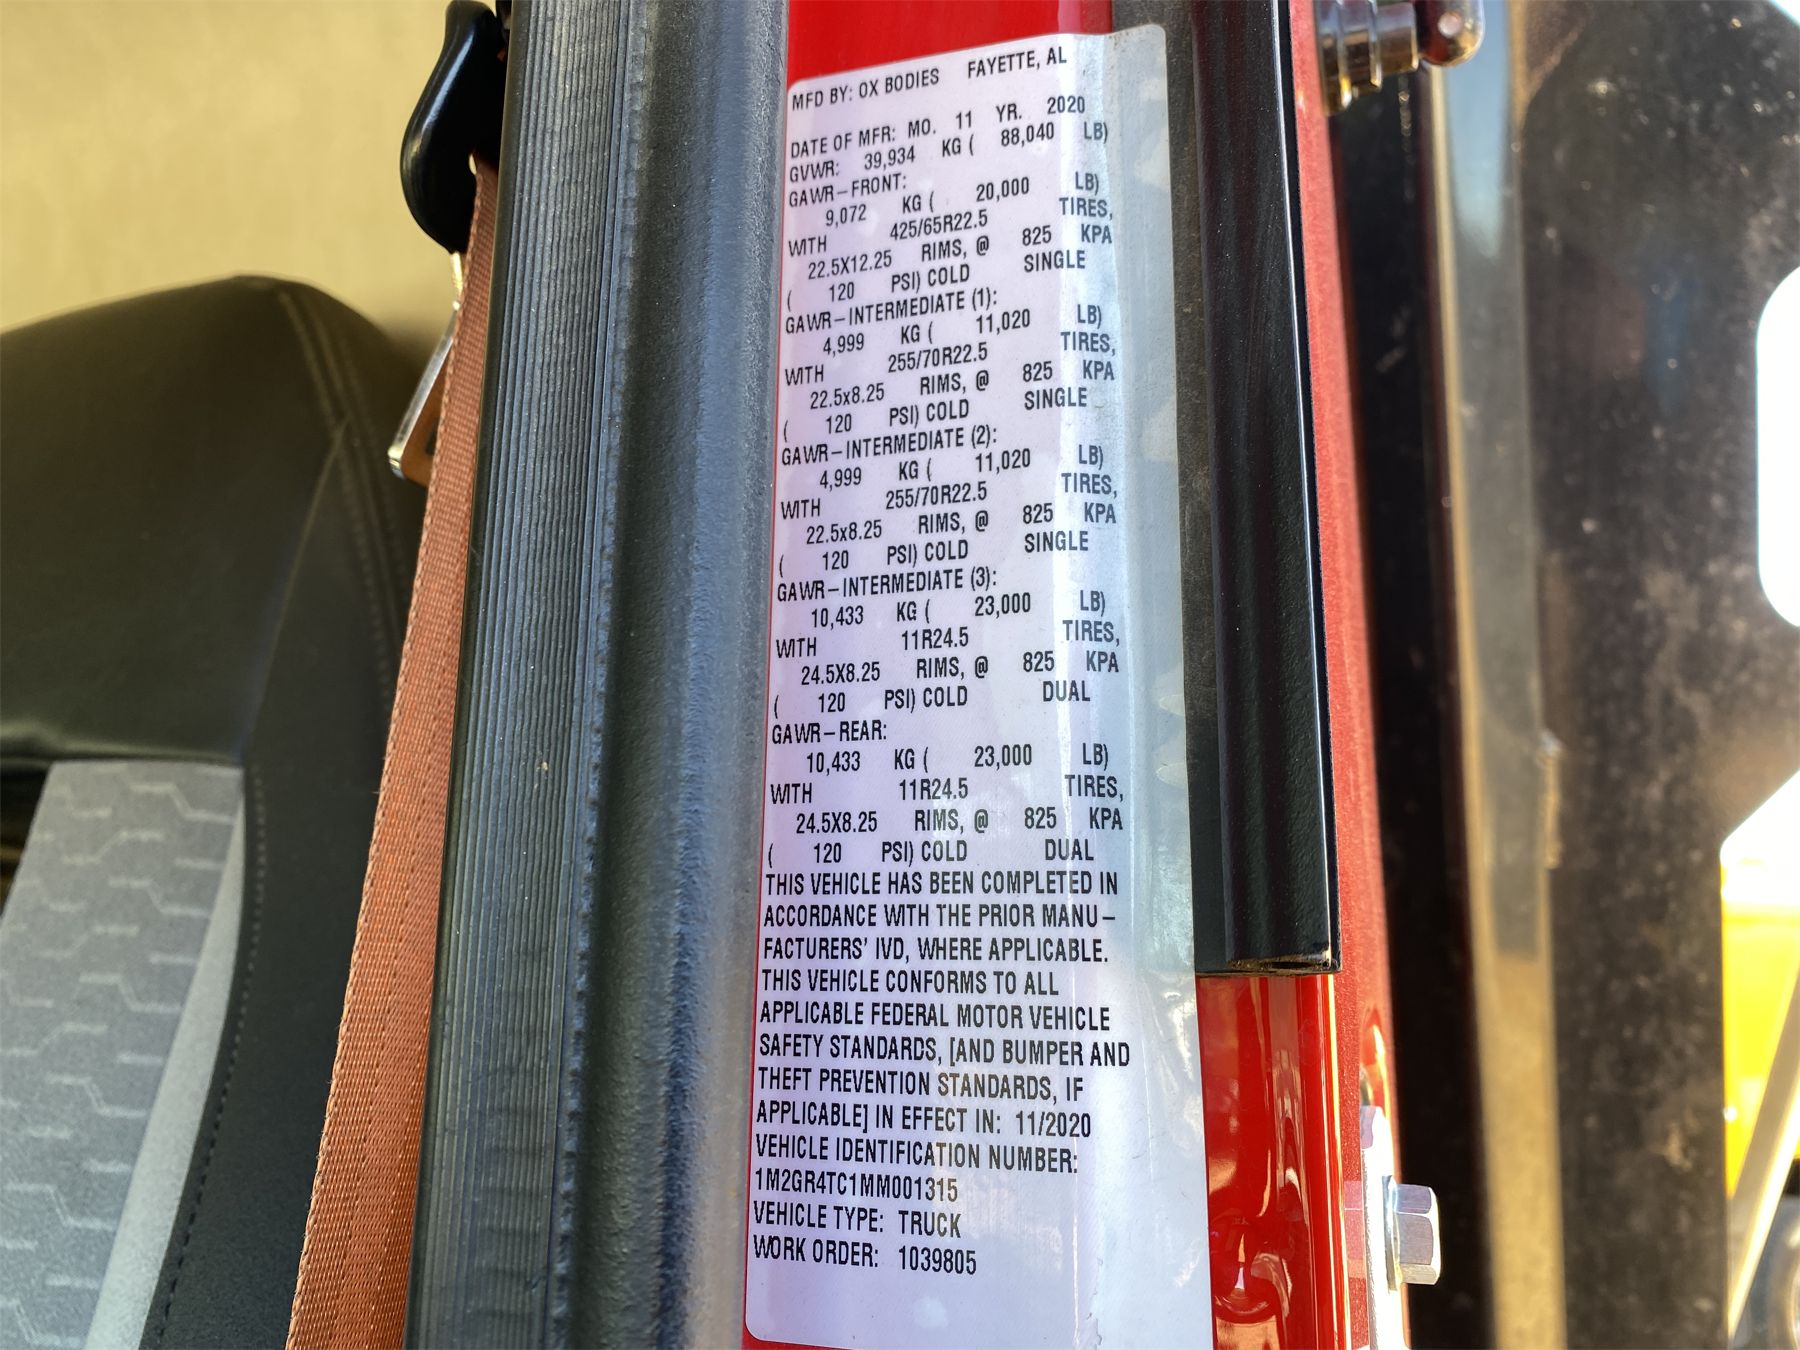 MFD BY: OX BODIES FAYETTE, AL
DATE OF MFR: MO. 11 YR. 2020
GVWR: 39,934 KG ( 88,040 LB)
GAWR-FRONT:
9,072 KG ( 20,000 LB)
WITH 425/65R22.5 TIRES,
22.5X12.25 RIMS, @ 825 KPA
( 120 PSI) COLD SINGLE
GAWR-INTERMEDIATE (1):
4,999 KG ( 11,020 LB)
WITH 255/70R22.5 TIRES,
22.5x8.25 RIMS, @ 825 KPA
( 120 PSI) COLD SINGLE
GAWR-INTERMEDIATE (2):
4,999 KG ( 11,020 LB)
WITH 255/70R22.5 TIRES,
22.5x8.25 RIMS, @ 825 KPA
( 120 PSI) COLD SINGLE
GAWR-INTERMEDIATE (3):
10,433 KG ( 23,000 LB)
WITH 11R24.5 TIRES,
24.5X8.25 RIMS, @ 825 KPA
( 120 PSI) COLD DUAL
GAWR-REAR:
10,433 KG ( 23,000 LB)
WITH 11R24.5 TIRES,
24.5X8.25 RIMS, @ 825 KPA
( 120 PSI) COLD DUAL
THIS VEHICLE HAS BEEN COMPLETED IN
ACCORDANCE WITH THE PRIOR MANU-
FACTURERS' IVD, WHERE APPLICABLE.
THIS VEHICLE CONFORMS TO ALL
APPLICABLE FEDERAL MOTOR VEHICLE
SAFETY STANDARDS, [AND BUMPER AND
THEFT PREVENTION STANDARDS, IF
APPLICABLE] IN EFFECT IN: 11/2020
VEHICLE IDENTIFICATION NUMBER:
1M2GR4TC1MM001315
VEHICLE TYPE: TRUCK
WORK ORDER: 1039805